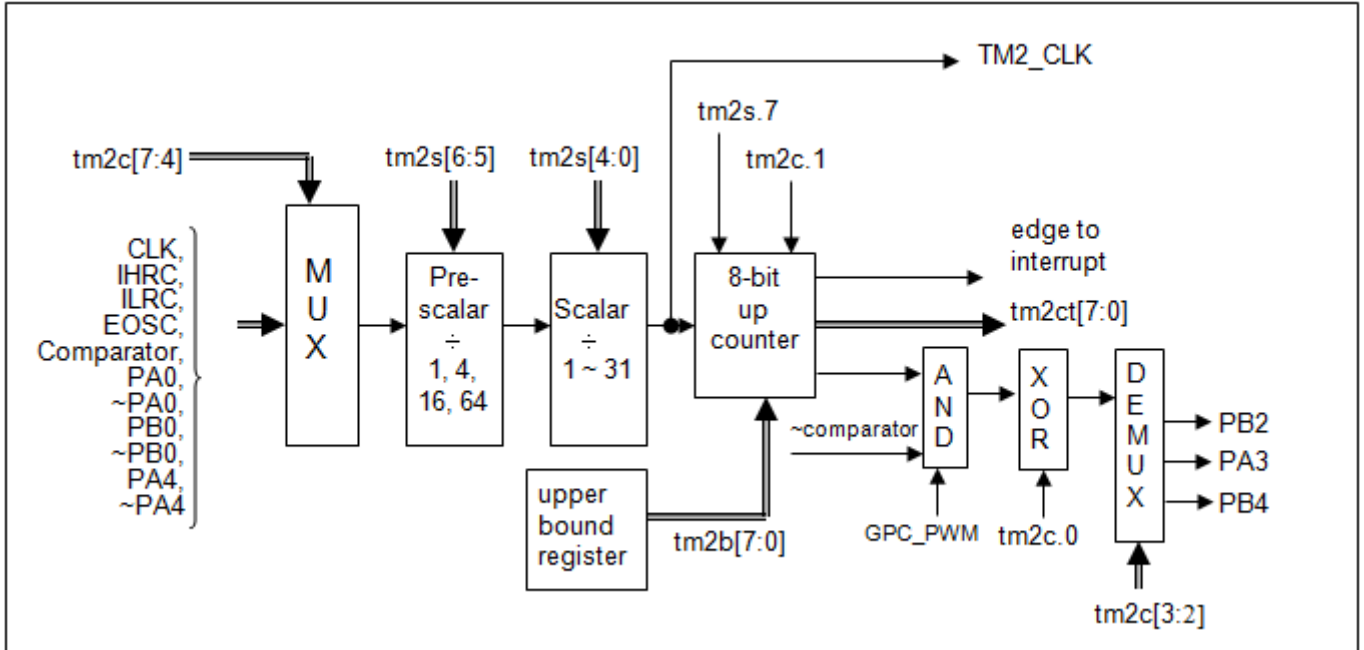 TM2_CLK
tm2s.7
tm2c[7:4]
tm2s[6:5]
tm2s[4:0]
tm2c.1
CLK,
IHRC,
ILRC,
EOSC,
Comparator,
PA0,
~PA0,
PB0,
~PB0,
PA4,
~PA4
M
U
X
Pre-
scalar
÷
1, 4,
16, 64
Scalar
÷
1 ~ 31
8-bit
up
counter
edge to
interrupt
tm2ct[7:0]
~comparator
A
N
D
X
O
R
D
E
M
U
X
PB2
PA3
PB4
upper
bound
register
tm2b[7:0]
GPC_PWM
tm2c.0
tm2c[3:2]